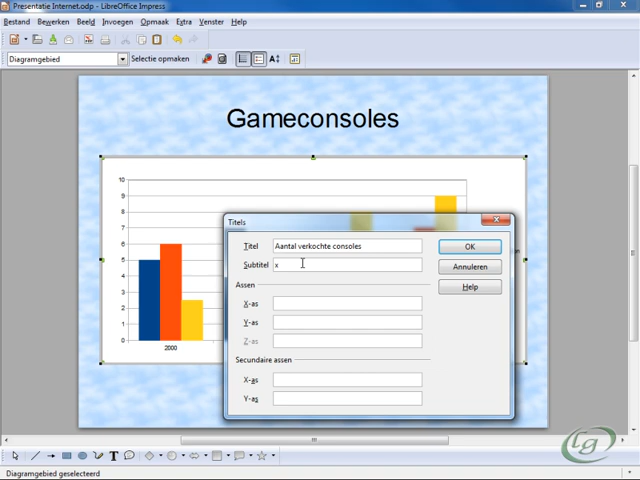 Presentatie Internet.odp - LibreOffice Impress
Bestand Bewerken Beeld Invoegen Opmaak Extra Venster Help
Diagramgebied Selectie opmaken
Gameconsoles
10
9
8
7
6
5
4
3
2
1
0
2000
Titels
Titel Aantal verkochte consoles OK
Subtitel x Annuleren
Assen Help
X-as
Y-as
Z-as
Secundaire assen
X-as
Y-as
lg
Diagramgebied geselecteerd